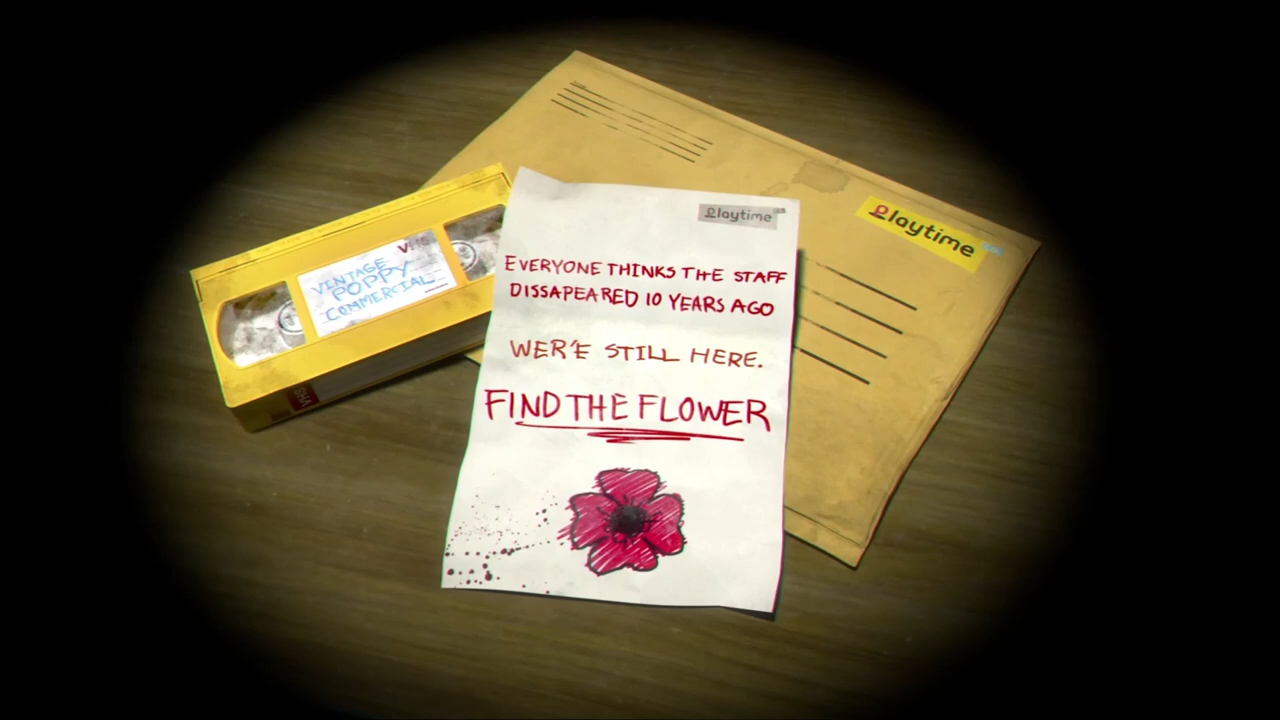 VHS
VINTAGE
POPPY
COMMERCIAL
VHS
Playtime
Playtime
EVERYONE THINKS THE STAFF
DISSAPEARED 10 YEARS AGO
WER'E STILL HERE.
FIND THE FLOWER